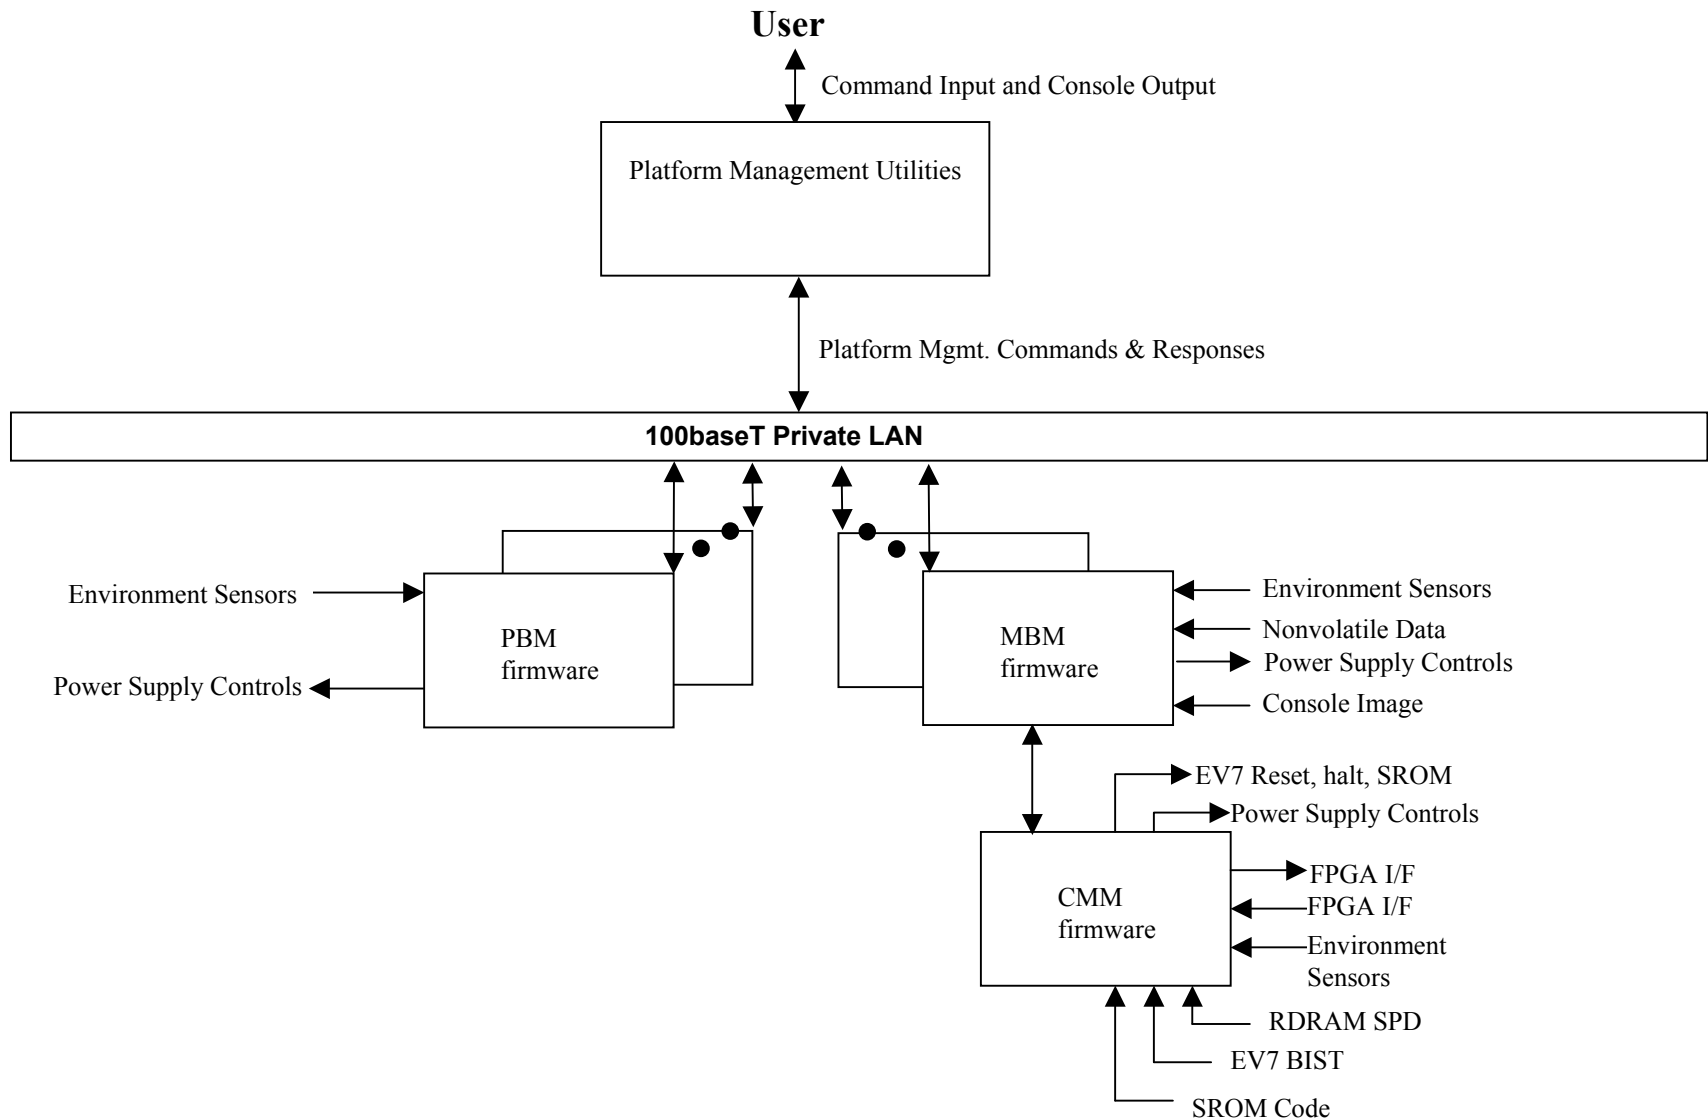 User
Command Input and Console Output
Platform Management Utilities
Platform Mgmt. Commands & Responses
100baseT Private LAN
Environment Sensors
Power Supply Controls
PBM
firmware
MBM
firmware
Environment Sensors
Nonvolatile Data
Power Supply Controls
Console Image
EV7 Reset, halt, SROM
Power Supply Controls
CMM
firmware
FPGA I/F
FPGA I/F
Environment
Sensors
RDRAM SPD
EV7 BIST
SROM Code